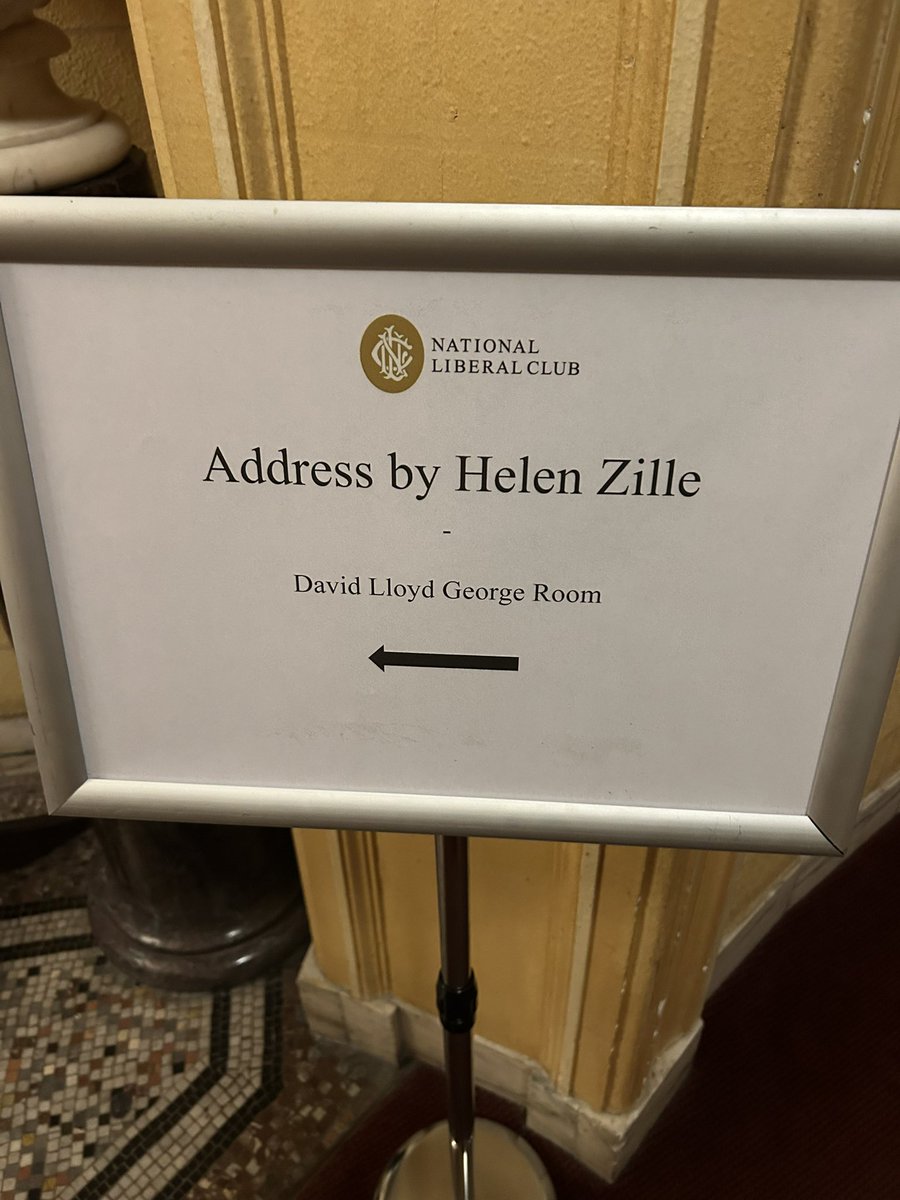 NATIONAL
LIBERAL CLUB
Address by Helen Zille
-
David Lloyd George Room